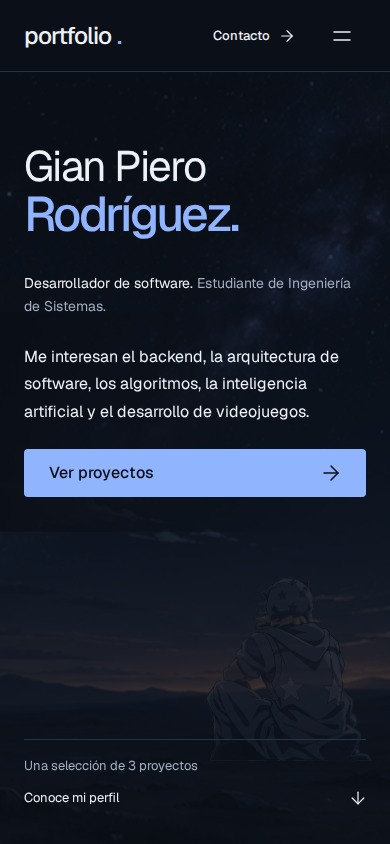 portfolio .
Contacto
Gian Piero
Rodríguez.
Desarrollador de software. Estudiante de Ingeniería
de Sistemas.
Me interesan el backend, la arquitectura de
software, los algoritmos, la inteligencia
artificial y el desarrollo de videojuegos.
Ver proyectos
Una selección de 3 proyectos
Conoce mi perfil